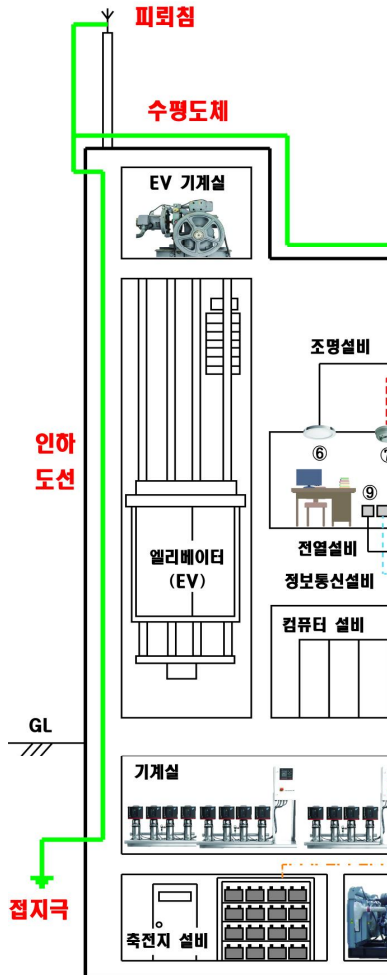 피뢰침
수평도체
EV 기계실
조명설비
인하
도선
⑥
⑨
전열설비
엘리베이터
(EV)
정보통신설비
컴퓨터 설비
GL
기계실
접지극
축전지 설비